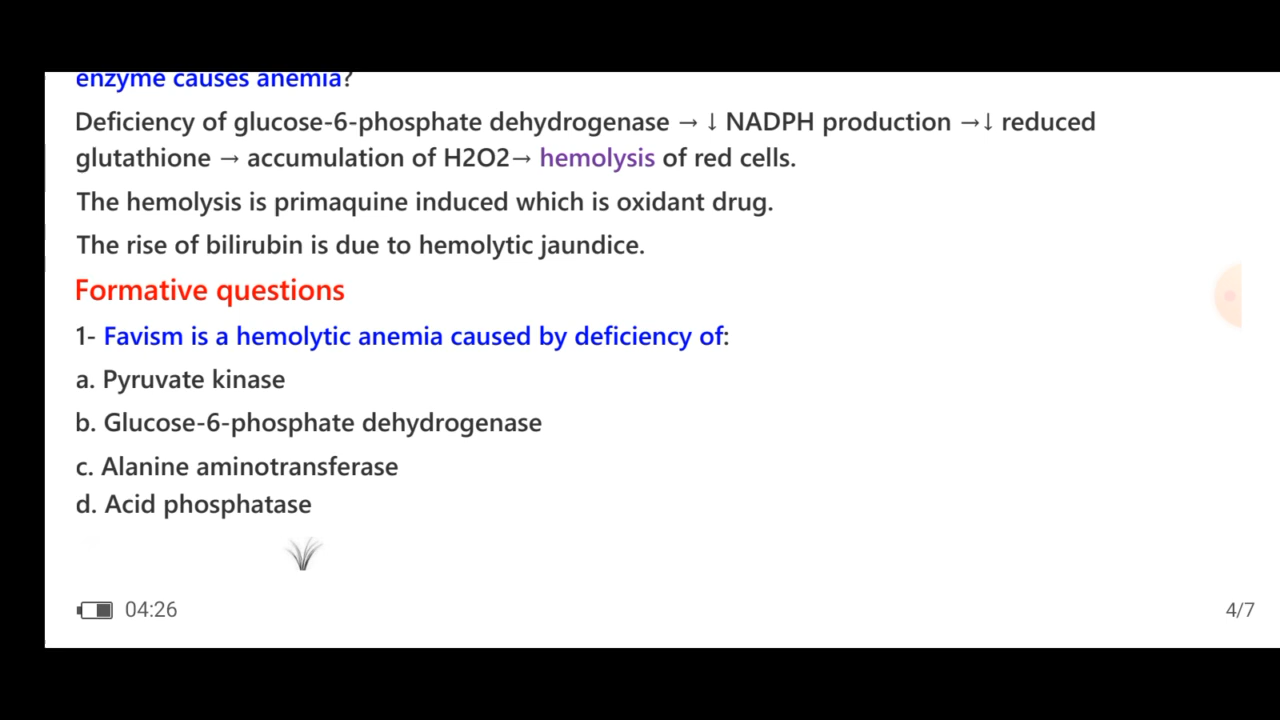 enzyme causes anemia?
Deficiency of glucose-6-phosphate dehydrogenase → ↓ NADPH production →↓ reduced
glutathione → accumulation of H2O2→ hemolysis of red cells.
The hemolysis is primaquine induced which is oxidant drug.
The rise of bilirubin is due to hemolytic jaundice.
Formative questions
1- Favism is a hemolytic anemia caused by deficiency of:
a. Pyruvate kinase
b. Glucose-6-phosphate dehydrogenase
c. Alanine aminotransferase
d. Acid phosphatase
04:26
4/7